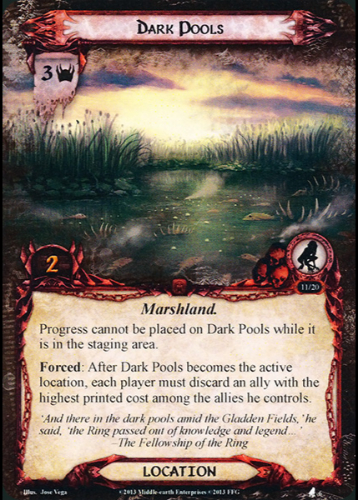 DARK POOLS
3
2
11/20
Marshland.
Progress cannot be placed on Dark Pools while it
is in the staging area.
Forced: After Dark Pools becomes the active
location, each player must discard an ally with the
highest printed cost among the allies he controls.
'And there in the dark pools amid the Gladden Fields,' he
said, 'the Ring passed out of knowledge and legend...'
The Fellowship of the Ring
LOCATION
Illus. Jose Vega ©2013 Middle-earth Enterprises ©2013 FFG